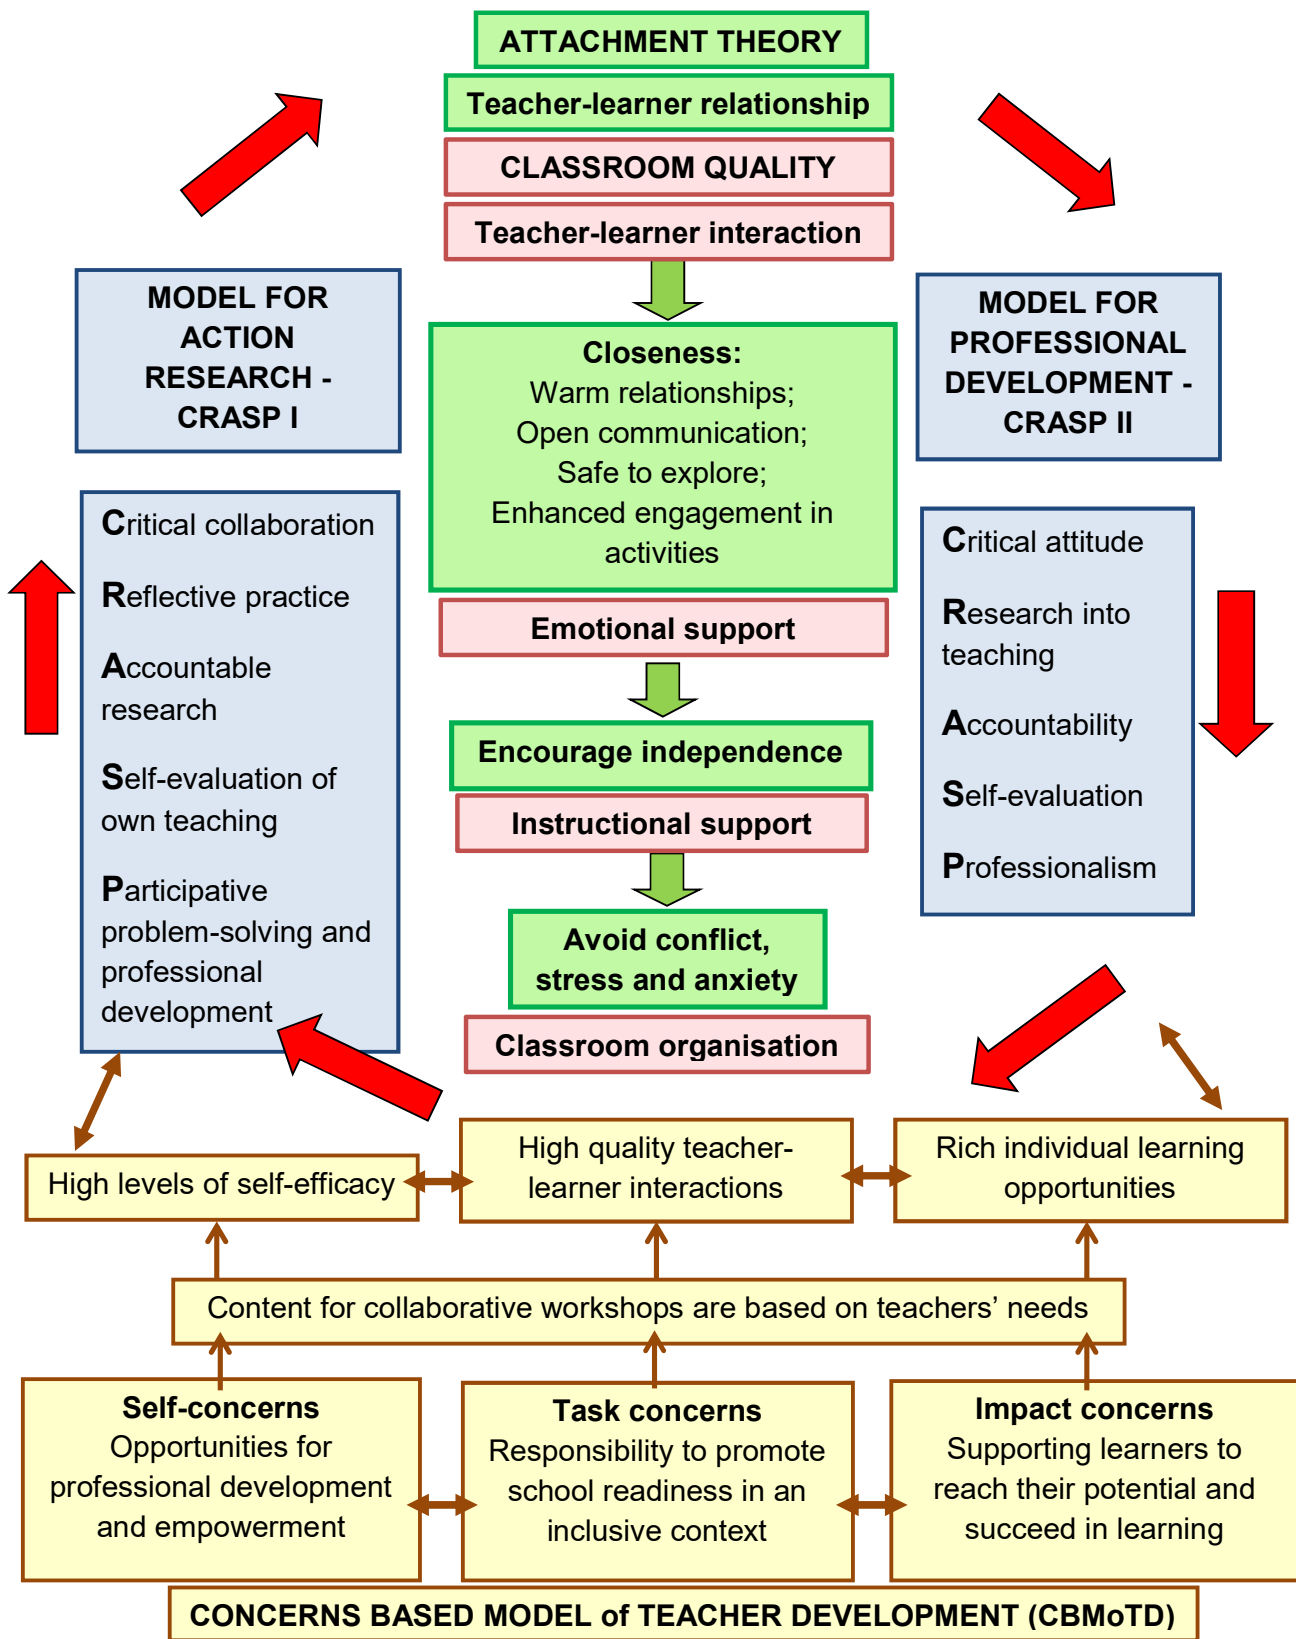 ATTACHMENT THEORY
Teacher-learner relationship
CLASSROOM QUALITY
Teacher-learner interaction
MODEL FOR
ACTION
RESEARCH -
CRASP I
Critical collaboration
Reflective practice
Accountable
research
Self-evaluation of
own teaching
Participative
problem-solving and
professional
development
Closeness:
Warm relationships;
Open communication;
Safe to explore;
Enhanced engagement in
activities
Emotional support
Encourage independence
Instructional support
Avoid conflict,
stress and anxiety
Classroom organisation
MODEL FOR
PROFESSIONAL
DEVELOPMENT -
CRASP II
Critical attitude
Research into
teaching
Accountability
Self-evaluation
Professionalism
High levels of self-efficacy
High quality teacher-
learner interactions
Rich individual learning
opportunities
Content for collaborative workshops are based on teachers’ needs
Self-concerns
Opportunities for
professional development
and empowerment
Task concerns
Responsibility to promote
school readiness in an
inclusive context
Impact concerns
Supporting learners to
reach their potential and
succeed in learning
CONCERNS BASED MODEL of TEACHER DEVELOPMENT (CBMoTD)